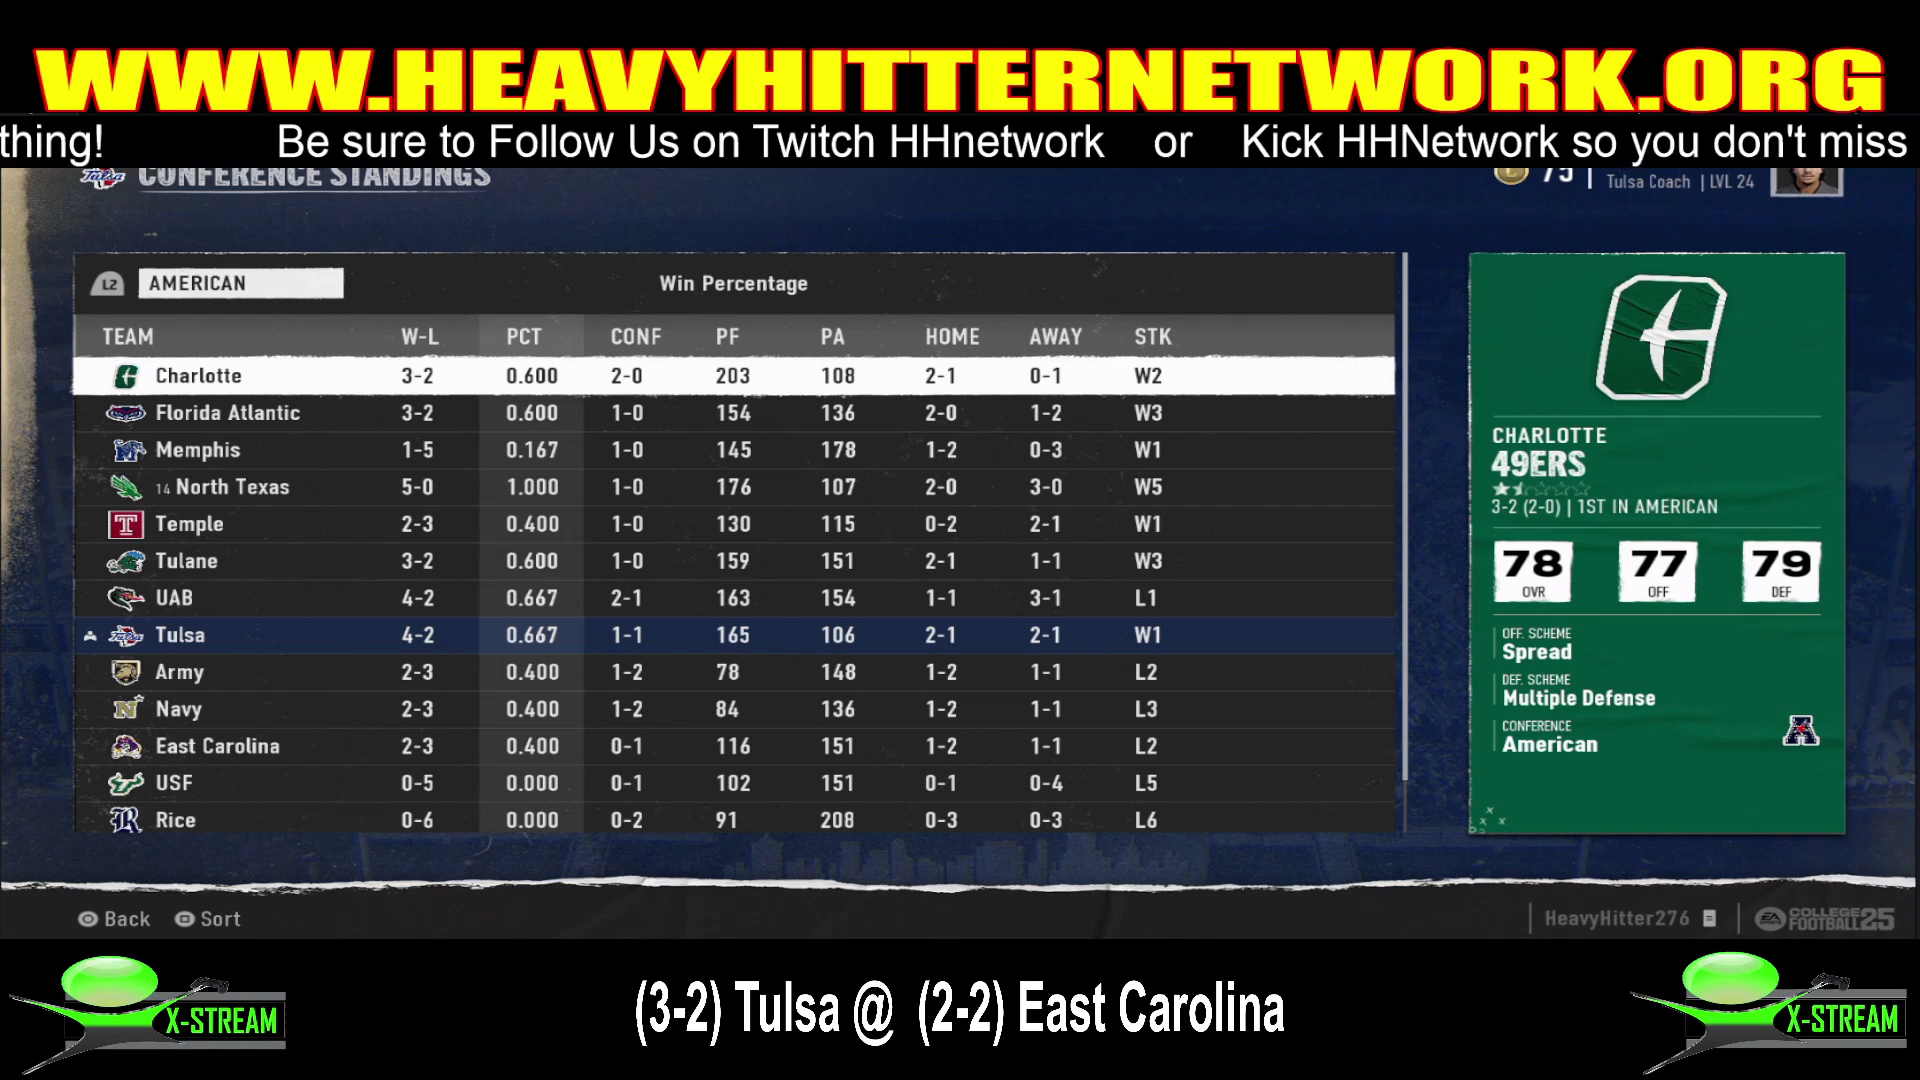 WWW.HEAVYHITTERNETWORK.ORG
thing! Be sure to Follow Us on Twitch HHnetwork or Kick HHNetwork so you don't miss
Tulsa CONFERENCE STANDINGS 75 Tulsa Coach | LVL 24
L2 AMERICAN Win Percentage
TEAM W-L PCT CONF PF PA HOME AWAY STK
Charlotte 3-2 0.600 2-0 203 108 2-1 0-1 W2
Florida Atlantic 3-2 0.600 1-0 154 136 2-0 1-2 W3
Memphis 1-5 0.167 1-0 145 178 1-2 0-3 W1
14 North Texas 5-0 1.000 1-0 176 107 2-0 3-0 W5
Temple 2-3 0.400 1-0 130 115 0-2 2-1 W1
Tulane 3-2 0.600 1-0 159 151 2-1 1-1 W3
UAB 4-2 0.667 2-1 163 154 1-1 3-1 L1
Tulsa 4-2 0.667 1-1 165 106 2-1 2-1 W1
Army 2-3 0.400 1-2 78 148 1-2 1-1 L2
Navy 2-3 0.400 1-2 84 136 1-2 1-1 L3
East Carolina 2-3 0.400 0-1 116 151 1-2 1-1 L2
USF 0-5 0.000 0-1 102 151 0-1 0-4 L5
Rice 0-6 0.000 0-2 91 208 0-3 0-3 L6
CHARLOTTE
49ERS
3-2 (2-0) | 1ST IN AMERICAN
78 77 79
OVR OFF DEF
OFF. SCHEME
Spread
DEF. SCHEME
Multiple Defense
CONFERENCE
American
Back Sort
HeavyHitter276
EA COLLEGE FOOTBALL 25
X-STREAM (3-2) Tulsa @ (2-2) East Carolina X-STREAM